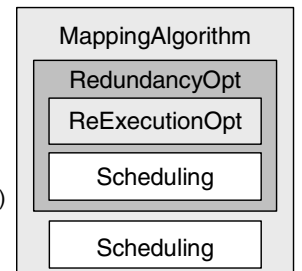 MappingAlgorithm
RedundancyOpt
ReExecutionOpt
Scheduling
)
Scheduling